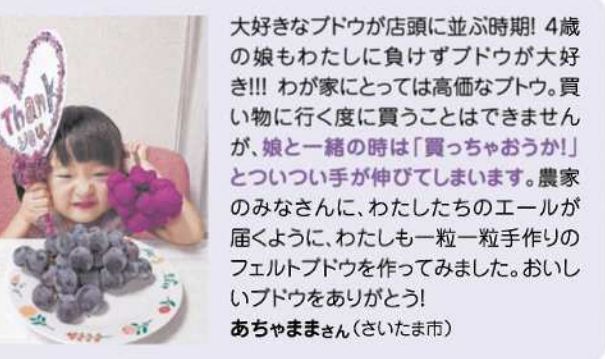 Thank
you
大好きなブドウが店頭に並ぶ時期! 4歳
の娘もわたしに負けずブドウが大好
き!!! わが家にとっては高価なブトウ。買
い物に行く度に買うことはできません
が、娘と一緒の時は「買っちゃおうか!」
とついつい手が伸びてしまいます。農家
のみなさんに、わたしたちのエールが
届くように、わたしも一粒一粒手作りの
フェルトブドウを作ってみました。おいし
いブドウをありがとう!
あちゃままさん(さいたま市)